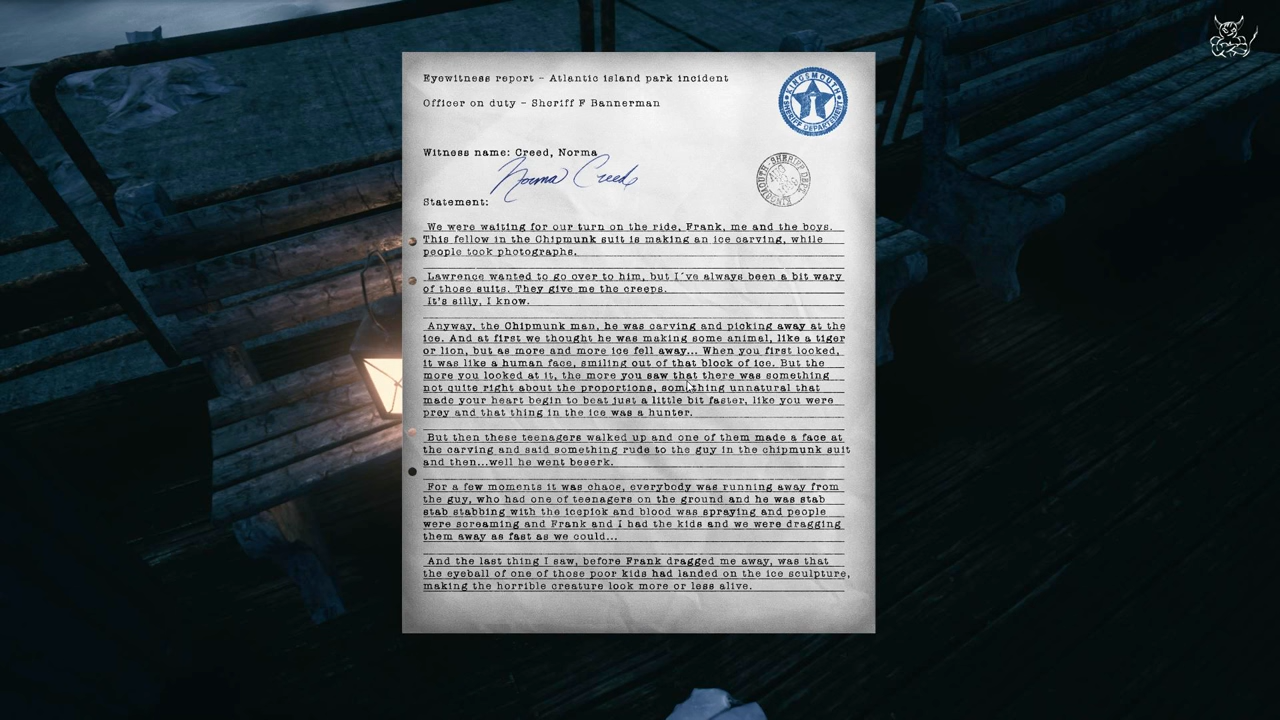 Eyewitness report - Atlantic island park incident
KINGSMOUTH SHERIFF DEPARTEMENT
Officer on duty - Sheriff F Bannerman
Witness name: Creed, Norma
Norma Creed
Statement:
We were waiting for our turn on the ride, Frank, me and the boys.
This fellow in the Chipmunk suit is making an ice carving, while
people took photographs.
Lawrence wanted to go over to him, but I´ve always been a bit wary
of those suits. They give me the creeps.
It's silly, I know.
Anyway, the Chipmunk man, he was carving and picking away at the
ice. And at first we thought he was making some animal, like a tiger
or lion, but as more and more ice fell away... When you first looked,
it was like a human face, smiling out of that block of ice. But the
more you looked at it, the more you saw that there was something
not quite right about the proportions, something unnatural that
made your heart begin to beat just a little bit faster, like you were
prey and that thing in the ice was a hunter.
But then these teenagers walked up and one of them made a face at
the carving and said something rude to the guy in the chipmunk suit
and then...well he went beserk.
For a few moments it was chaos, everybody was running away from
the guy, who had one of teenagers on the ground and he was stab
stab stabbing with the icepick and blood was spraying and people
were screaming and Frank and I had the kids and we were dragging
them away as fast as we could...
And the last thing I saw, before Frank dragged me away, was that
the eyeball of one of those poor kids had landed on the ice sculpture,
making the horrible creature look more or less alive.